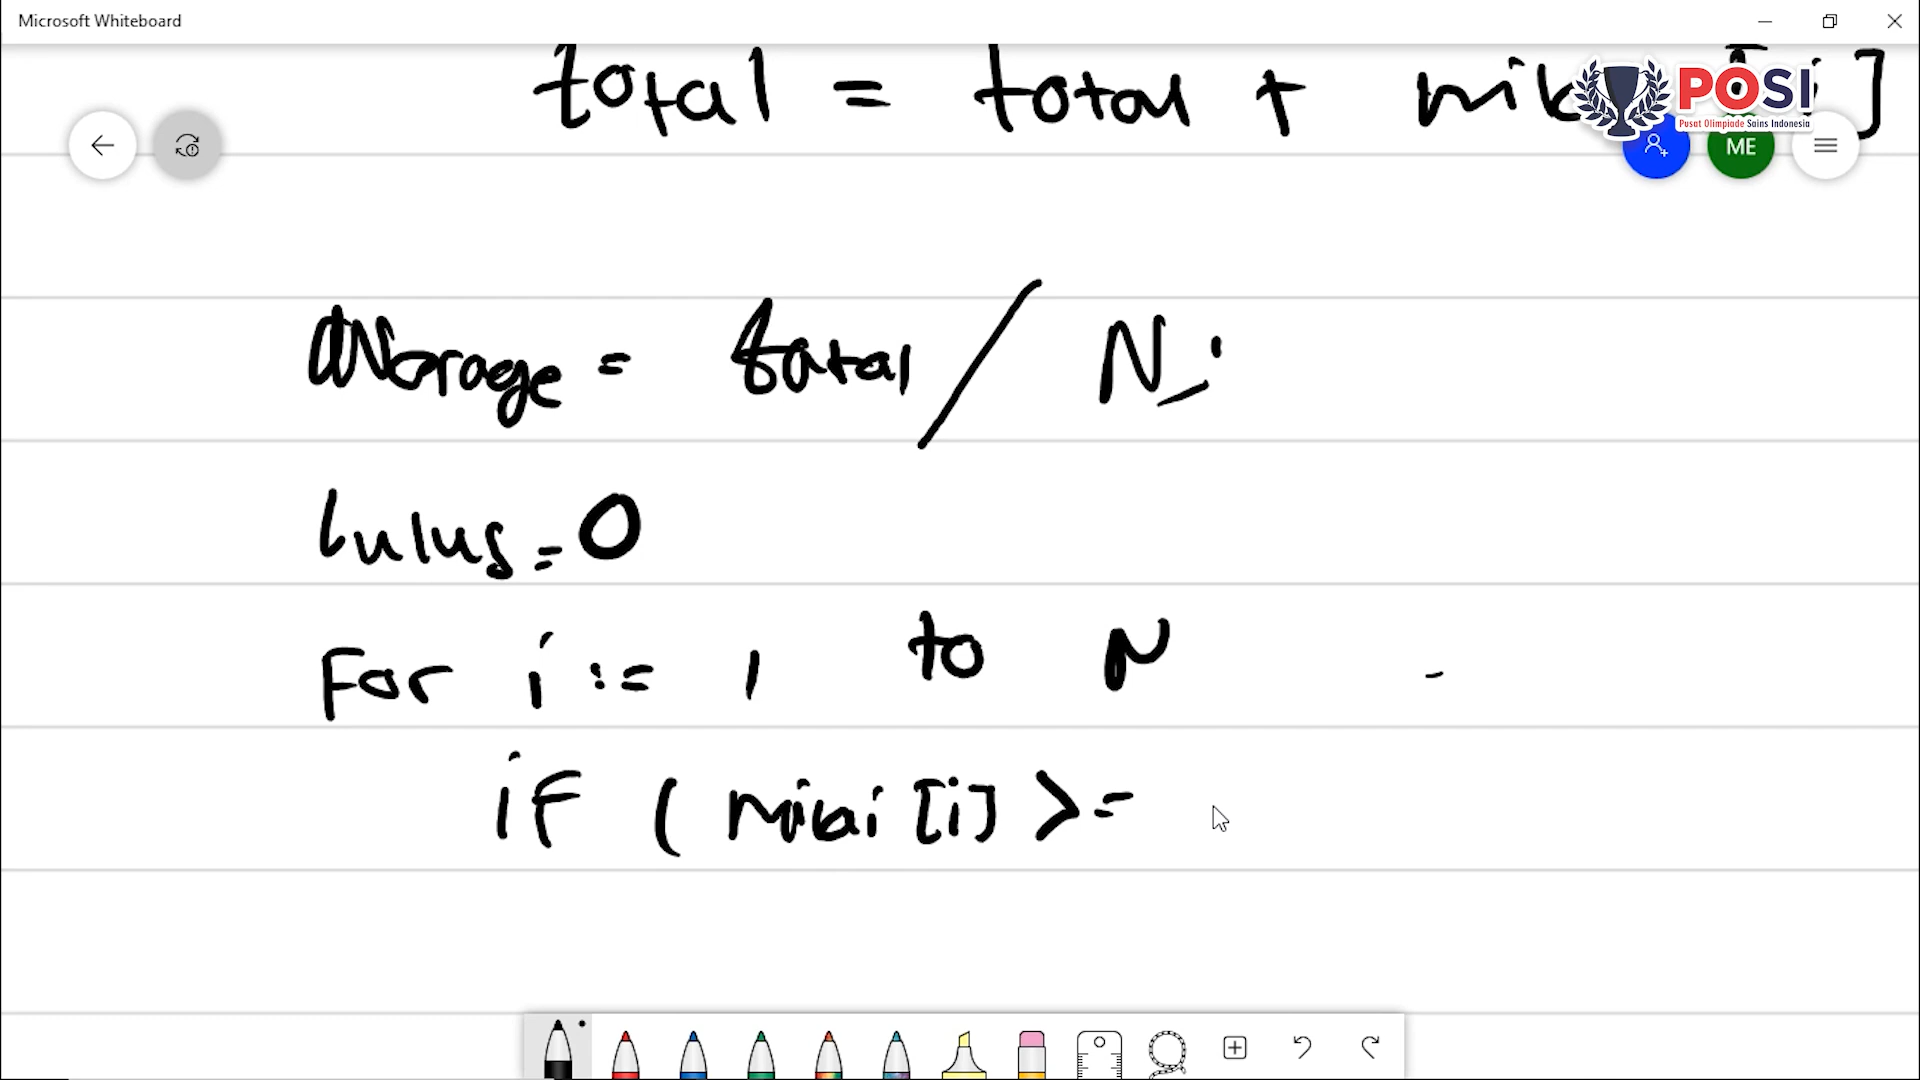 Microsoft Whiteboard
total = total + nilai[i]
POSI
Pusat Olimpiade Sains Indonesia
ME
average = total / N;
lulus = 0
For i := 1 to N
if ( nilai [i] >=